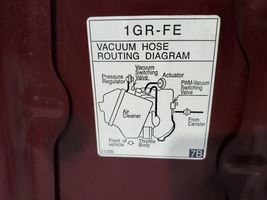 1GR-FE
VACUUM HOSE
ROUTING DIAGRAM
Vacuum
Switching
Valve
Pressure
Regulator
Actuator
PWM-Vacuum
Switching
Valve
Air
Cleaner
From
Canister
Front of
vehicle
Throttle
Body
7B